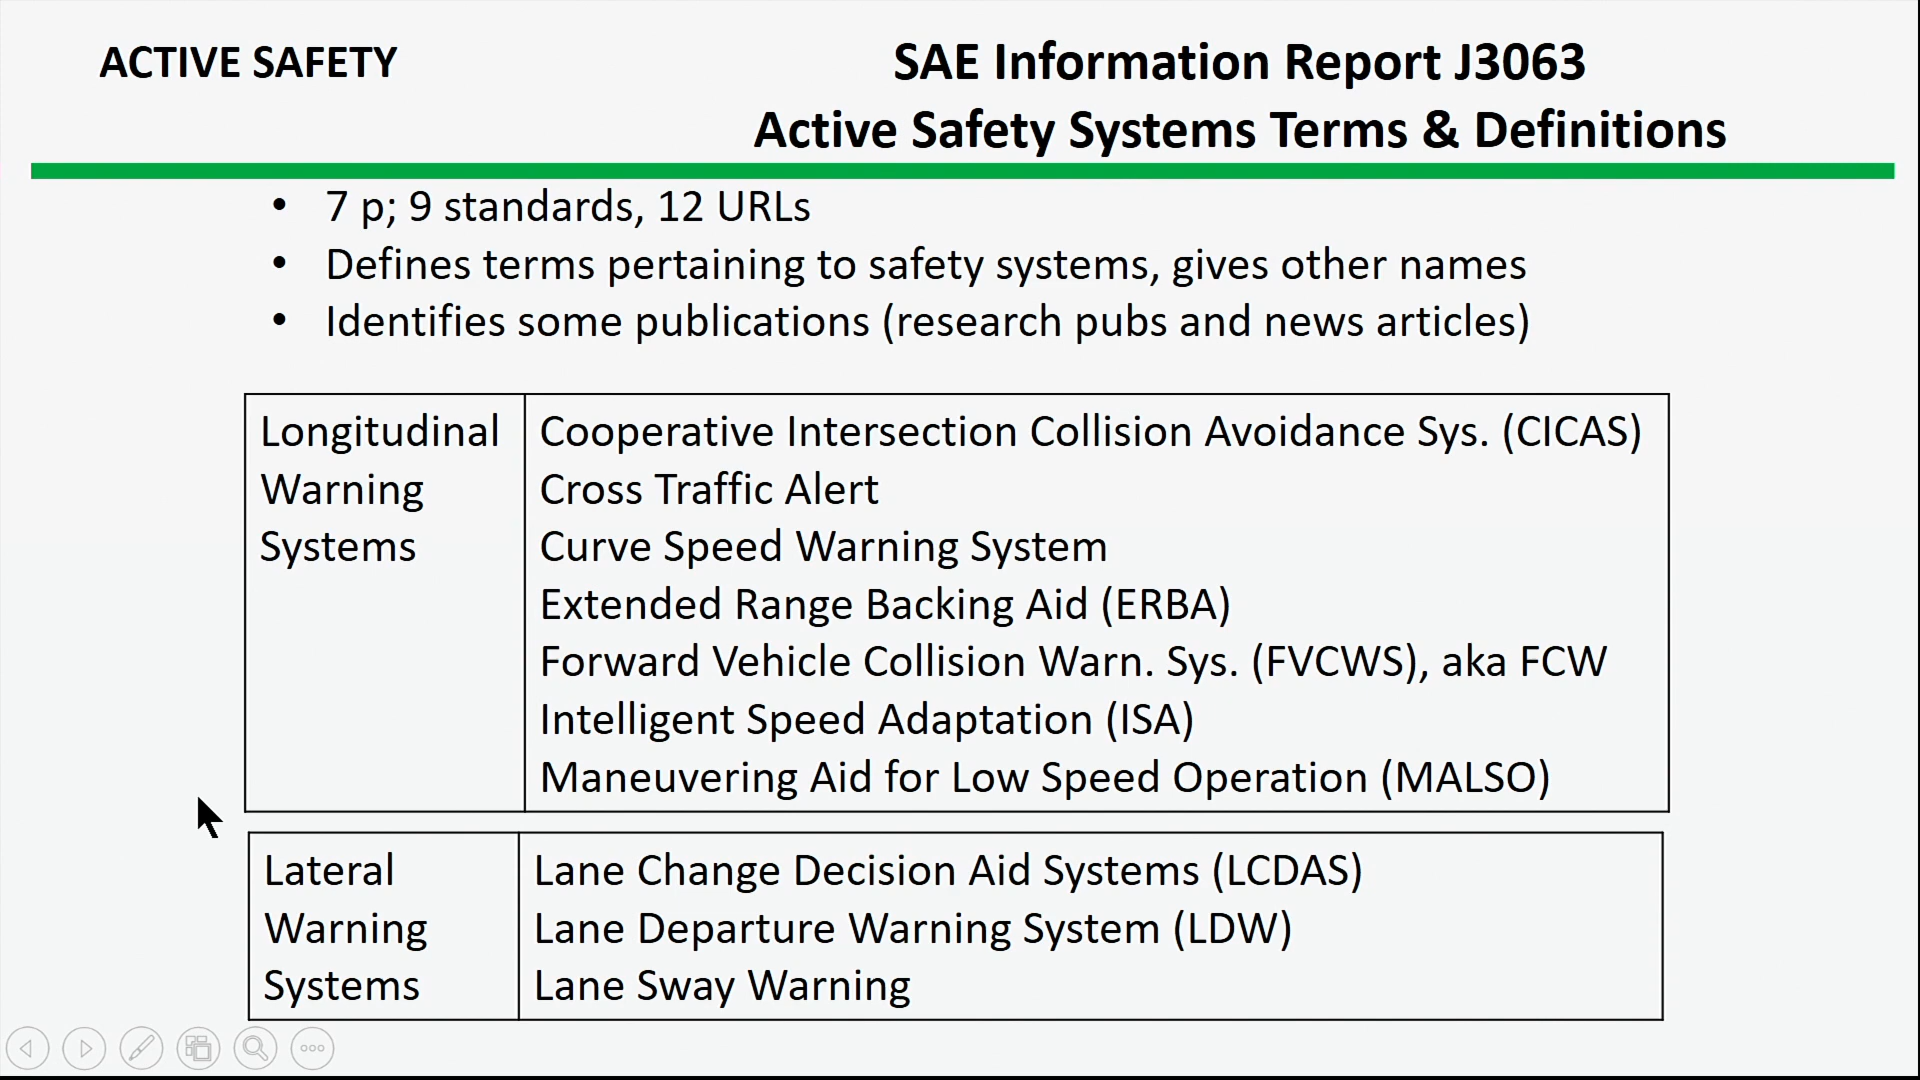 ACTIVE SAFETY
SAE Information Report J3063
Active Safety Systems Terms & Definitions
• 7 p; 9 standards, 12 URLs
• Defines terms pertaining to safety systems, gives other names
• Identifies some publications (research pubs and news articles)
Longitudinal
Warning
Systems
Cooperative Intersection Collision Avoidance Sys. (CICAS)
Cross Traffic Alert
Curve Speed Warning System
Extended Range Backing Aid (ERBA)
Forward Vehicle Collision Warn. Sys. (FVCWS), aka FCW
Intelligent Speed Adaptation (ISA)
Maneuvering Aid for Low Speed Operation (MALSO)
Lateral
Warning
Systems
Lane Change Decision Aid Systems (LCDAS)
Lane Departure Warning System (LDW)
Lane Sway Warning